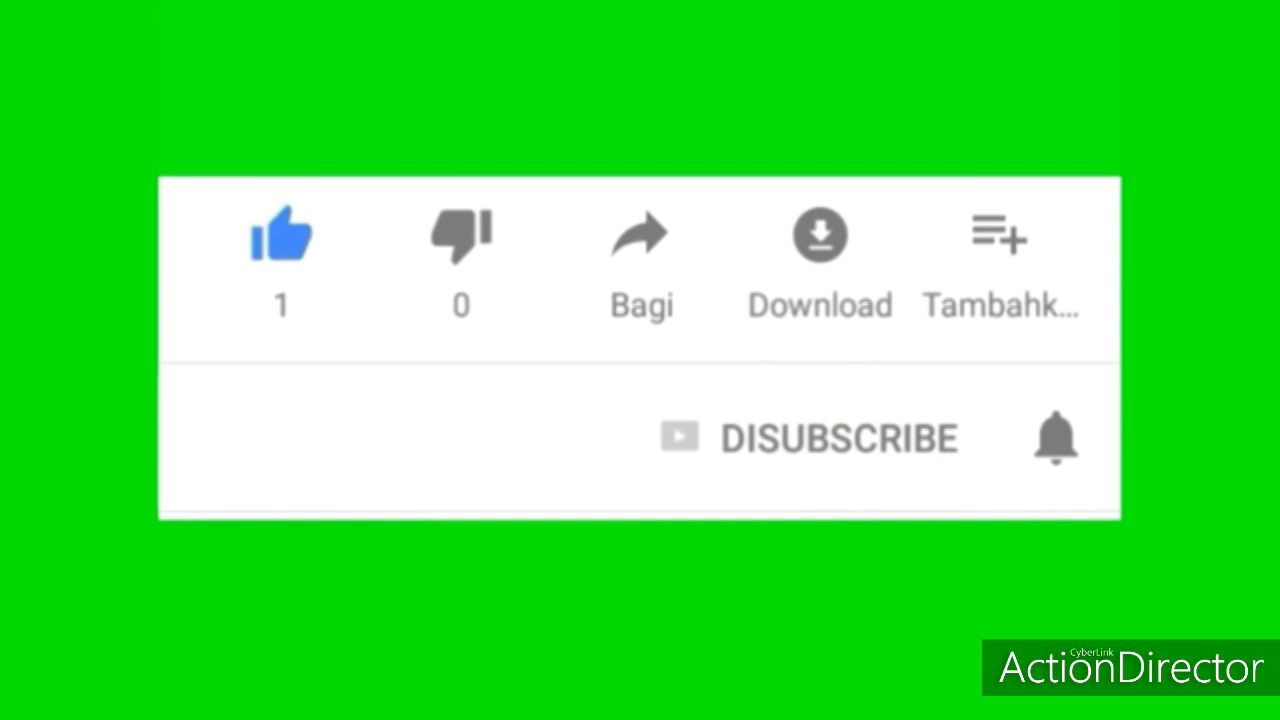 1 0 Bagi Download Tambahk...
DISUBSCRIBE
CyberLink
ActionDirector